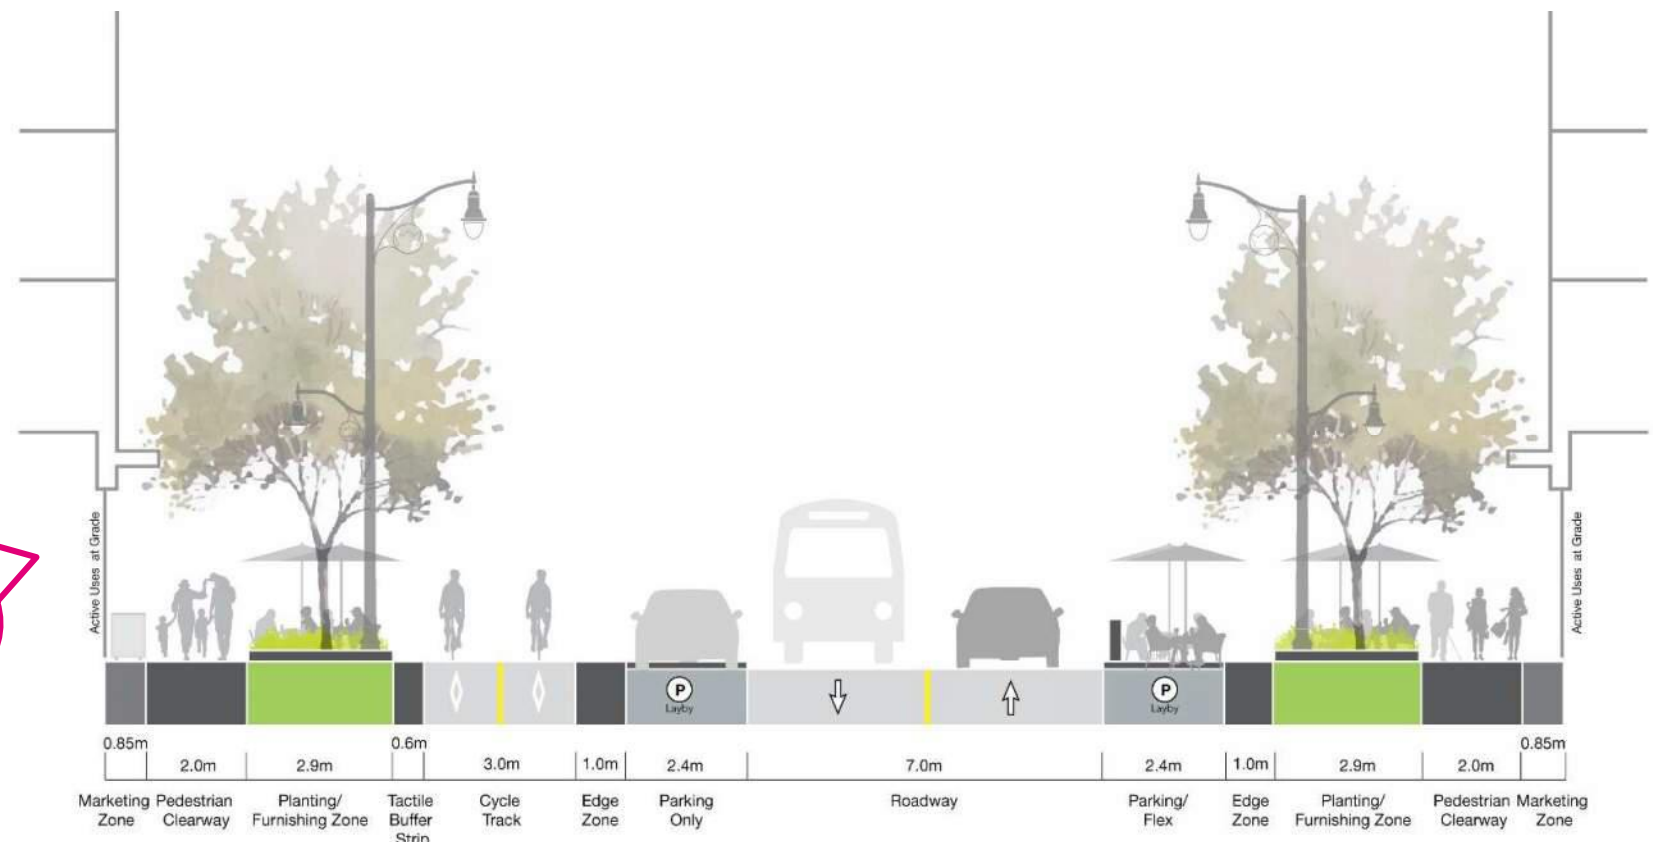 Active Uses at Grade
Active Uses at Grade
P
Layby
P
Layby
0.85m
2.0m
2.9m
0.6m
3.0m
1.0m
2.4m
7.0m
2.4m
1.0m
2.9m
2.0m
0.85m
Marketing
Zone
Pedestrian
Clearway
Planting/
Furnishing Zone
Tactile
Buffer
Strip
Cycle
Track
Edge
Zone
Parking
Only
Roadway
Parking/
Flex
Edge
Zone
Planting/
Furnishing Zone
Pedestrian
Clearway
Marketing
Zone